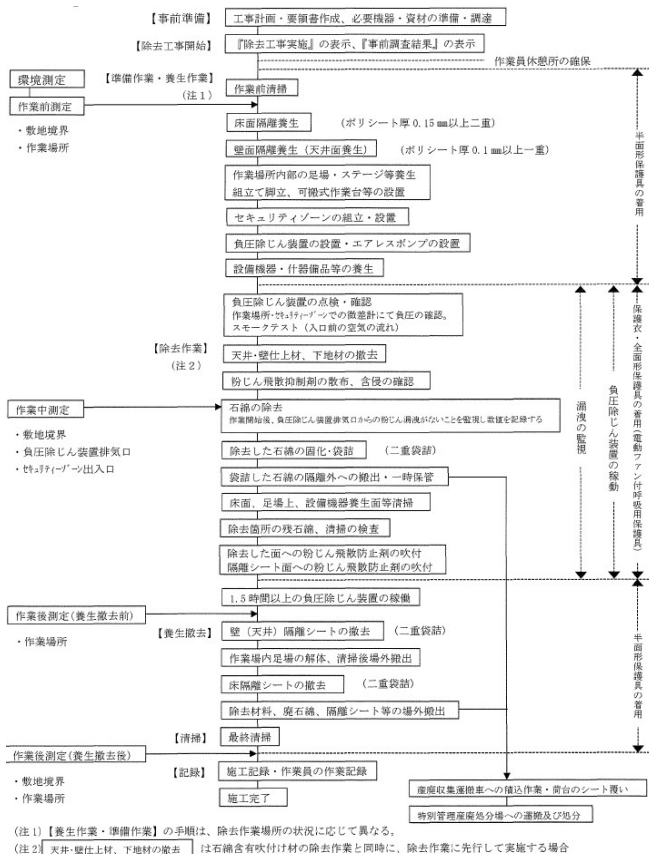 【事前準備】
工事計画・要領書作成、必要機器・資材の準備・調達
【除去工事開始】
『除去工事実施』の表示、『事前調査結果』の表示
作業員休憩所の確保
環境測定
【準備作業・養生作業】
(注1)
作業前清掃
作業前測定
・敷地境界
・作業場所
床面隔離養生
(ポリシート厚0.15㎜以上二重)
壁面隔離養生(天井面養生)
(ポリシート厚0.1㎜以上一重)
作業場所内部の足場・ステージ等養生
組立て脚立、可搬式作業台等の設置
セキュリティゾーンの組立・設置
負圧除じん装置の設置・エアレスポンプの設置
設備機器・什器備品等の養生
半面形保護具の着用
負圧除じん装置の点検・確認
作業場所・セキュリティーゾーンでの微差計にて負圧の確認。
スモークテスト(入口前の空気の流れ)
【除去作業】
(注2)
天井・壁仕上材、下地材の撤去
粉じん飛散抑制剤の散布、含侵の確認
作業中測定
・敷地境界
・負圧除じん装置排気口
・セキュリティーゾーン出入口
石綿の除去
作業開始後、負圧除じん装置排気口からの粉じん漏洩がないことを監視し数値を記録する
除去した石綿の固化・袋詰
(二重袋詰)
袋詰した石綿の隔離外への搬出・一時保管
床面、足場上、設備機器養生面等清掃
除去箇所の残石綿、清掃の検査
除去した面への粉じん飛散防止剤の吹付
隔離シート面への粉じん飛散防止剤の吹付
漏洩の監視
負圧除じん装置の稼動
保護衣・全面形保護具の着用(電動ファン付呼吸用保護具)
1.5時間以上の負圧除じん装置の稼働
作業後測定(養生撤去前)
・作業場所
【養生撤去】
壁(天井)隔離シートの撤去
(二重袋詰)
作業場内足場の解体、清掃後場外搬出
床隔離シートの撤去
(二重袋詰)
除去材料、廃石綿、隔離シート等の場外搬出
半面形保護具の着用
【清掃】
最終清掃
作業後測定(養生撤去後)
・敷地境界
・作業場所
【記録】
施工記録・作業員の作業記録
施工完了
産廃収集運搬車への積込作業・荷台のシート覆い
特別管理産廃処分場への運搬及び処分
(注1)【養生作業・準備作業】の手順は、除去作業場所の状況に応じて異なる。
(注2) 天井・壁仕上材、下地材の撤去 は石綿含有吹付け材の除去作業と同時に、除去作業に先行して実施する場合